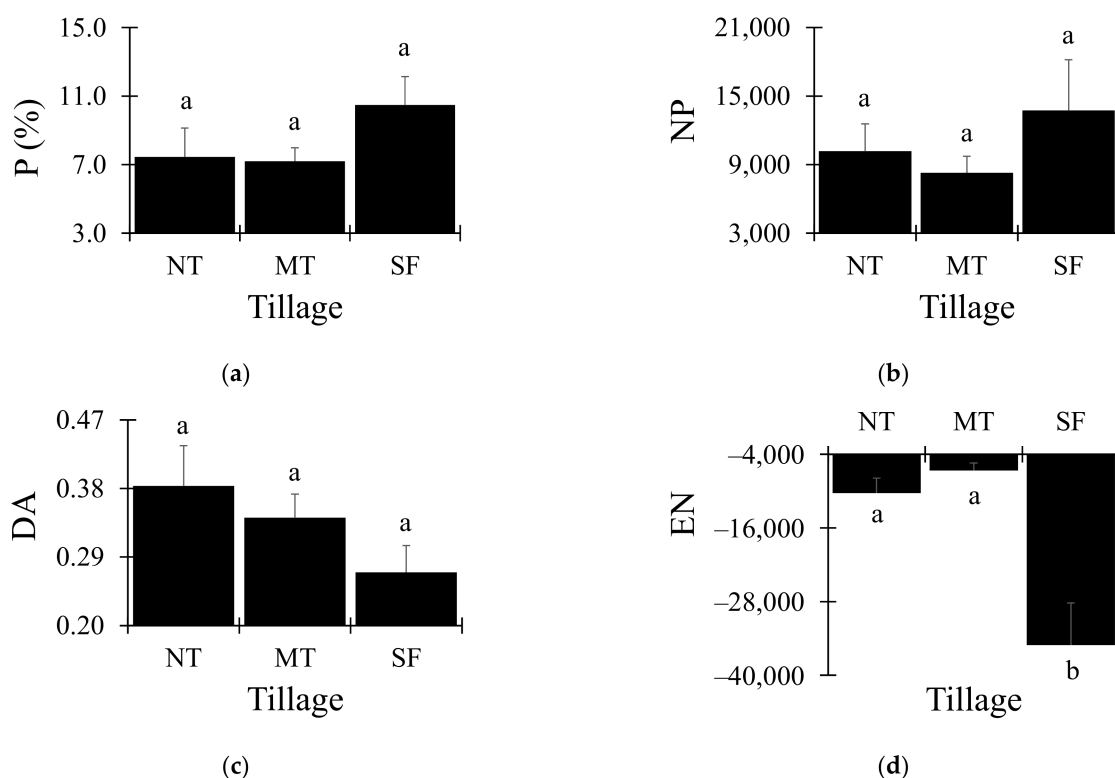 15.0
a
11.0
a
a
P (%)
7.0
3.0
NT MT SF
Tillage
(a)
21,000
a
15,000
a
a
NP
9,000
3,000
NT MT SF
Tillage
(b)
0.47
a
a
0.38
a
DA
0.29
0.20
NT MT SF
Tillage
(c)
NT MT SF
–4,000
a
a
EN
–16,000
–28,000
–40,000
b
Tillage
(d)